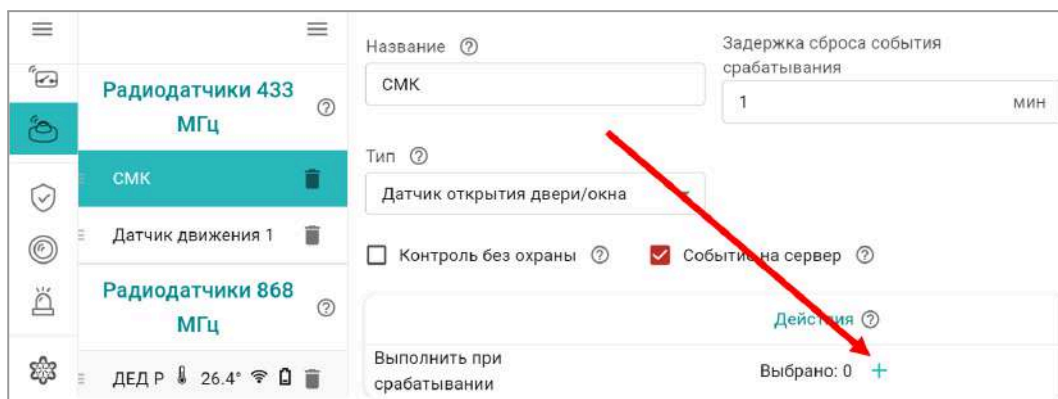 Радиодатчики 433
МГц
СМК
Датчик движения 1
Радиодатчики 868
МГц
ДЕД Р 26.4°
Название
СМК
Задержка сброса события
срабатывания
1 мин
Тип
Датчик открытия двери/окна
Контроль без охраны
Событие на сервер
Действия
Выполнить при
срабатывании
Выбрано: 0 +